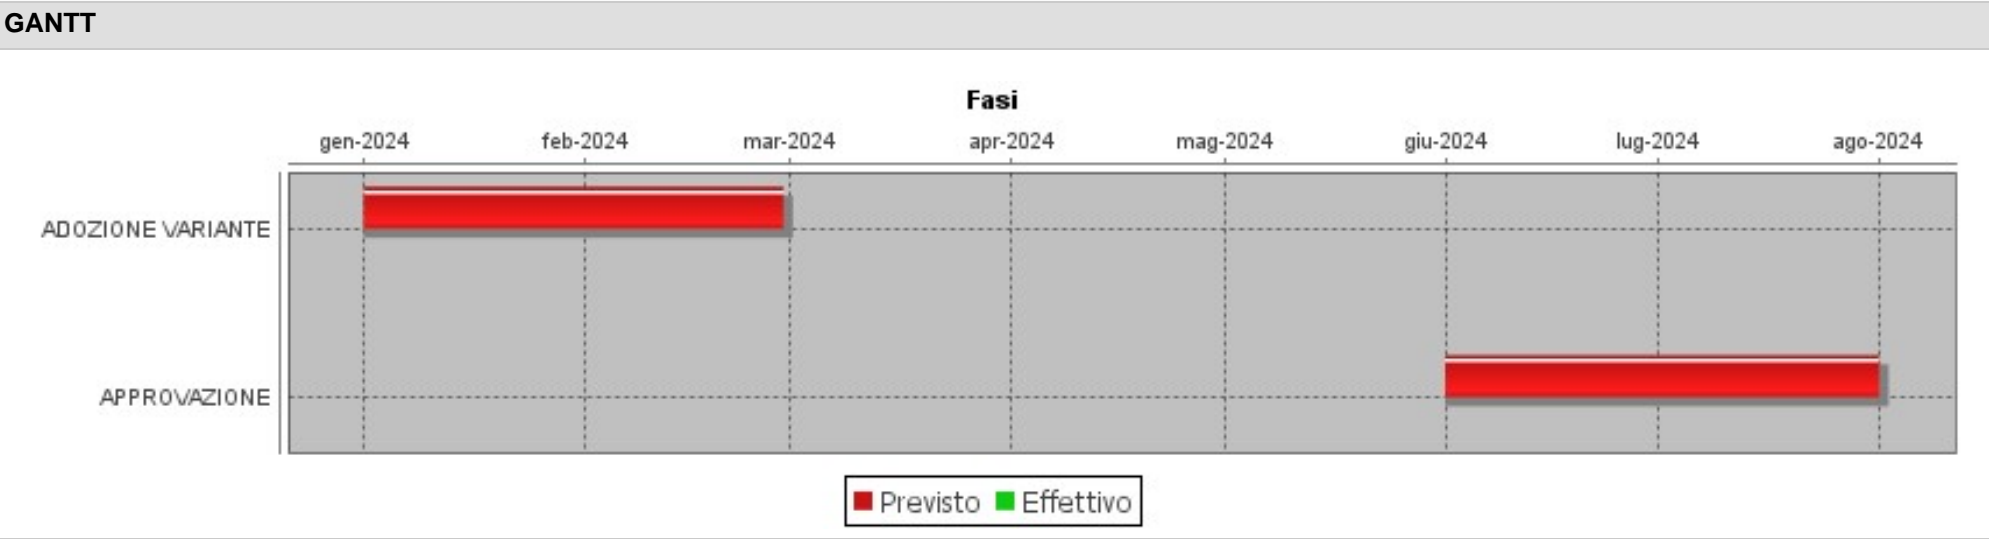 GANTT
Fasi
gen-2024 feb-2024 mar-2024 apr-2024 mag-2024 giu-2024 lug-2024 ago-2024
ADOZIONE VARIANTE
APPROVAZIONE
Previsto Effettivo